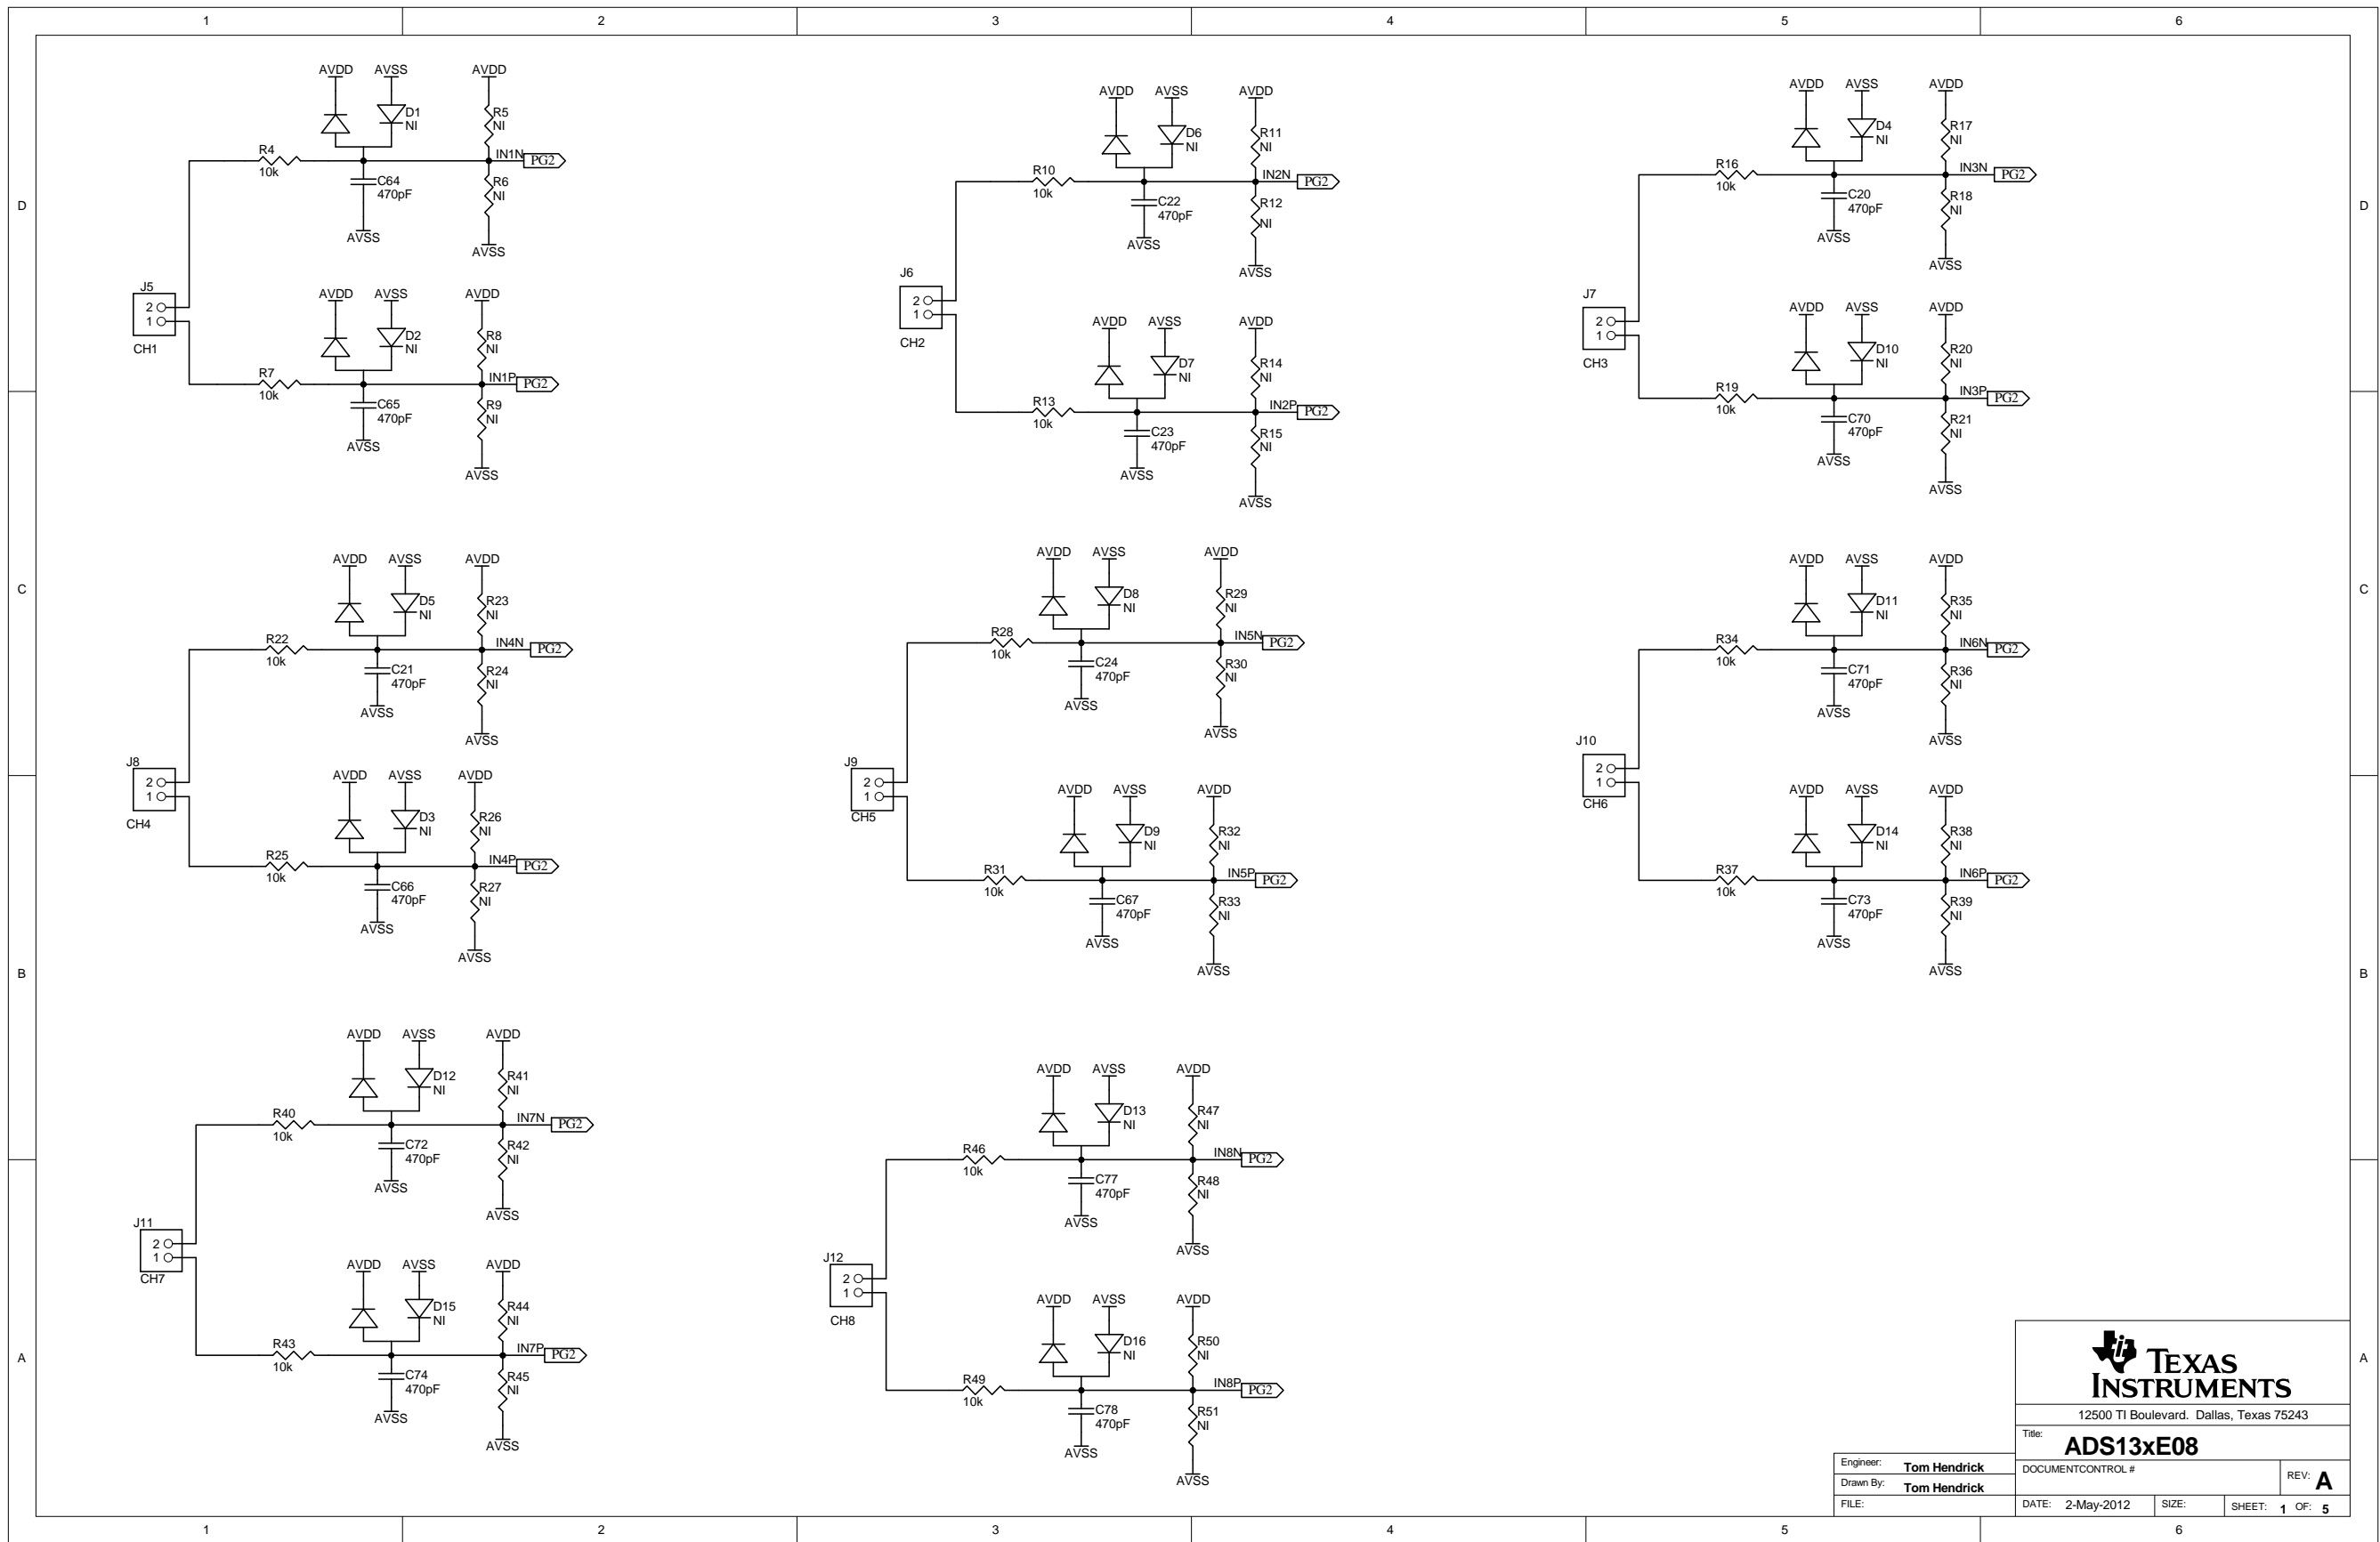 1 2 3 4 5 6
D
C
B
A
D
C
B
A
AVDD AVSS AVDD
D1
NI
R5
NI
R4
10k
IN1N PG2
C64
470pF
R6
NI
AVSS
AVSS
J5
2
1
CH1
AVDD AVSS AVDD
D2
NI
R8
NI
R7
10k
IN1P PG2
C65
470pF
R9
NI
AVSS
AVSS
AVDD AVSS AVDD
D6
NI
R11
NI
R10
10k
IN2N PG2
C22
470pF
R12
NI
AVSS
AVSS
J6
2
1
CH2
AVDD AVSS AVDD
D7
NI
R14
NI
R13
10k
IN2P PG2
C23
470pF
R15
NI
AVSS
AVSS
AVDD AVSS AVDD
D4
NI
R17
NI
R16
10k
IN3N PG2
C20
470pF
R18
NI
AVSS
AVSS
J7
2
1
CH3
AVDD AVSS AVDD
D10
NI
R20
NI
R19
10k
IN3P PG2
C70
470pF
R21
NI
AVSS
AVSS
AVDD AVSS AVDD
D5
NI
R23
NI
R22
10k
IN4N PG2
C21
470pF
R24
NI
AVSS
AVSS
J8
2
1
CH4
AVDD AVSS AVDD
D3
NI
R26
NI
R25
10k
IN4P PG2
C66
470pF
R27
NI
AVSS
AVSS
AVDD AVSS AVDD
D8
NI
R29
NI
R28
10k
IN5N PG2
C24
470pF
R30
NI
AVSS
AVSS
J9
2
1
CH5
AVDD AVSS AVDD
D9
NI
R32
NI
R31
10k
IN5P PG2
C67
470pF
R33
NI
AVSS
AVSS
AVDD AVSS AVDD
D11
NI
R35
NI
R34
10k
IN6N PG2
C71
470pF
R36
NI
AVSS
AVSS
J10
2
1
CH6
AVDD AVSS AVDD
D14
NI
R38
NI
R37
10k
IN6P PG2
C73
470pF
R39
NI
AVSS
AVSS
AVDD AVSS AVDD
D12
NI
R41
NI
R40
10k
IN7N PG2
C72
470pF
R42
NI
AVSS
AVSS
J11
2
1
CH7
AVDD AVSS AVDD
D15
NI
R44
NI
R43
10k
IN7P PG2
C74
470pF
R45
NI
AVSS
AVSS
AVDD AVSS AVDD
D13
NI
R47
NI
R46
10k
IN8N PG2
C77
470pF
R48
NI
AVSS
AVSS
J12
2
1
CH8
AVDD AVSS AVDD
D16
NI
R50
NI
R49
10k
IN8P PG2
C78
470pF
R51
NI
AVSS
AVSS
TEXAS
INSTRUMENTS
12500 TI Boulevard. Dallas, Texas 75243
Title: ADS13xE08
Engineer: Tom Hendrick
Drawn By: Tom Hendrick
FILE:
DOCUMENTCONTROL #
REV: A
DATE: 2-May-2012 SIZE: SHEET: 1 OF: 5
1 2 3 4 5 6